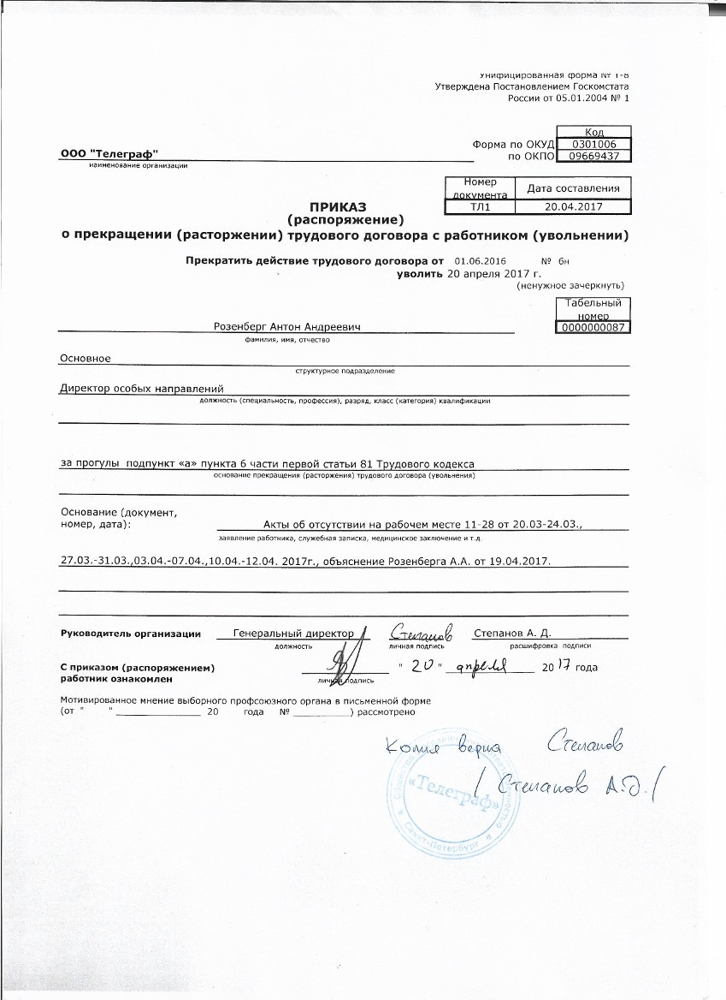 Унифицированная форма № Т-8
Утверждена Постановлением Госкомстата
России от 05.01.2004 № 1
Код
Форма по ОКУД 0301006
ООО "Телеграф" по ОКПО 09669437
наименование организации
Номер документа Дата составления
ТЛ1 20.04.2017
ПРИКАЗ
(распоряжение)
о прекращении (расторжении) трудового договора с работником (увольнении)
Прекратить действие трудового договора от 01.06.2016 № бн
уволить 20 апреля 2017 г.
(ненужное зачеркнуть)
Табельный номер
Розенберг Антон Андреевич 0000000087
фамилия, имя, отчество
Основное
структурное подразделение
Директор особых направлений
должность (специальность, профессия), разряд, класс (категория) квалификации
за прогулы подпункт «а» пункта 6 части первой статьи 81 Трудового кодекса
основание прекращения (расторжения) трудового договора (увольнения)
Основание (документ,
номер, дата): Акты об отсутствии на рабочем месте 11-28 от 20.03-24.03.,
заявление работника, служебная записка, медицинское заключение и т.д.
27.03.-31.03.,03.04.-07.04.,10.04.-12.04. 2017г., объяснение Розенберга А.А. от 19.04.2017.
Руководитель организации Генеральный директор Степанов Степанов А. Д.
должность личная подпись расшифровка подписи
С приказом (распоряжением)
работник ознакомлен " 20 " апреля 20 17 года
личная подпись
Мотивированное мнение выборного профсоюзного органа в письменной форме
(от " " ________________ 20 года № ___________) рассмотрено
Копия верна Степанов
/ Степанов А.Д. /
«Телеграф»
Санкт-Петербург